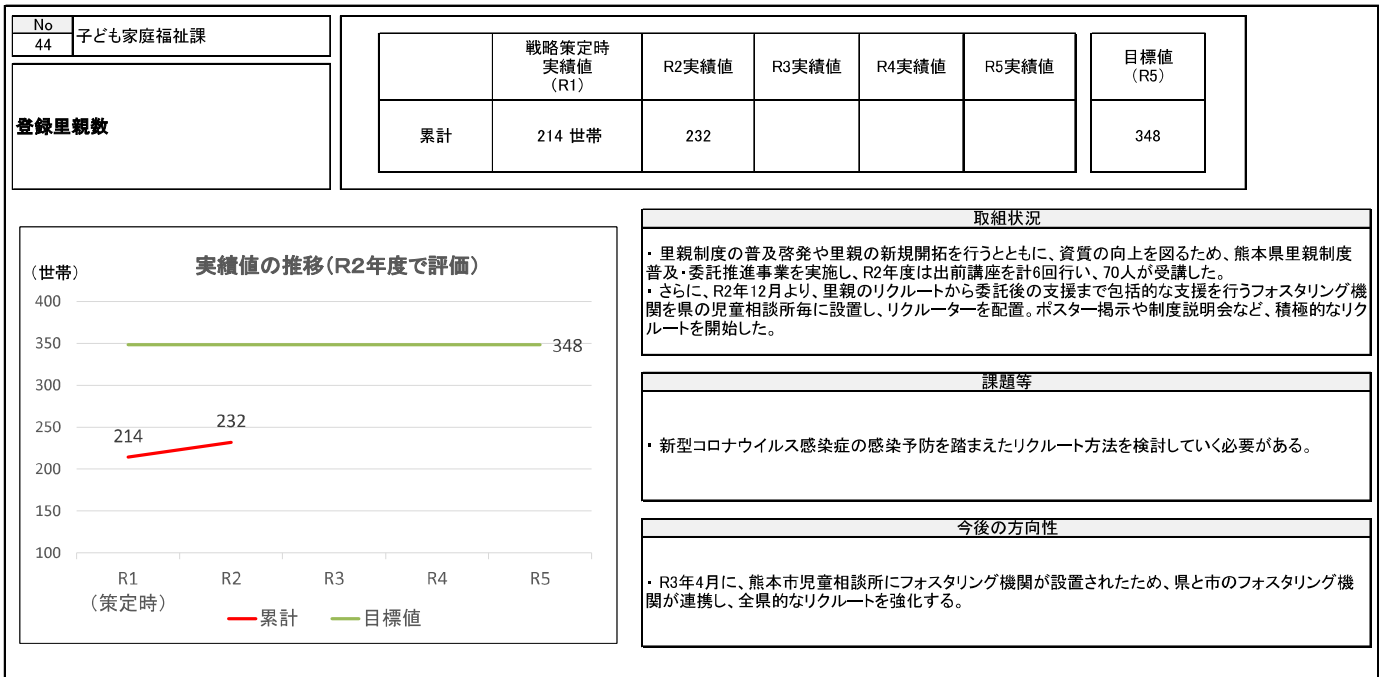 No
44
子ども家庭福祉課
登録里親数
戦略策定時
実績値
（R1）
R2実績値
R3実績値
R4実績値
R5実績値
目標値
（R5）
累計
214 世帯
232
348
実績値の推移（R2年度で評価）
（世帯）
400
350
300
250
200
150
100
348
214
232
R1
R2
R3
R4
R5
（策定時）
累計
目標値
取組状況
・ 里親制度の普及啓発や里親の新規開拓を行うとともに、資質の向上を図るため、熊本県里親制度
普及・委託推進事業を実施し、R2年度は出前講座を計6回行い、70人が受講した。
・ さらに、R2年12月より、里親のリクルートから委託後の支援まで包括的な支援を行うフォスタリング機
関を県の児童相談所毎に設置し、リクルーターを配置。ポスター掲示や制度説明会など、積極的なリク
ルートを開始した。
課題等
・ 新型コロナウイルス感染症の感染予防を踏まえたリクルート方法を検討していく必要がある。
今後の方向性
・ R3年4月に、熊本市児童相談所にフォスタリング機関が設置されたため、県と市のフォスタリング機
関が連携し、全県的なリクルートを強化する。